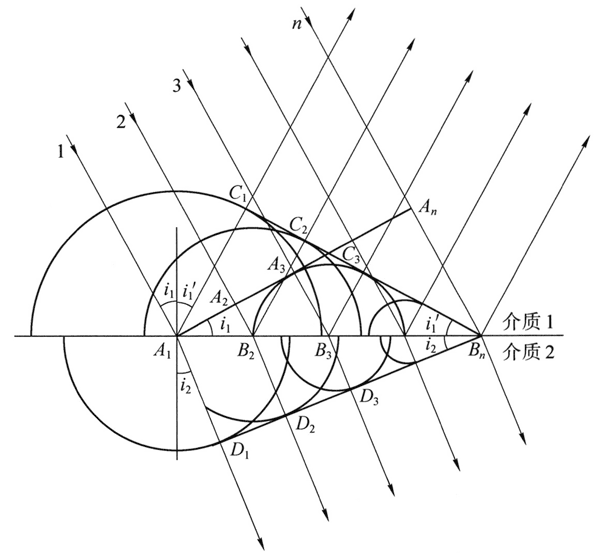 n
3
2
1
C₁
Aₙ
C₂
A₃
C₃
i₁
i₁′
A₂
i₁
i₁′
介质 1
A₁
B₂
B₃
i₂
Bₙ
介质 2
i₂
D₃
D₂
D₁